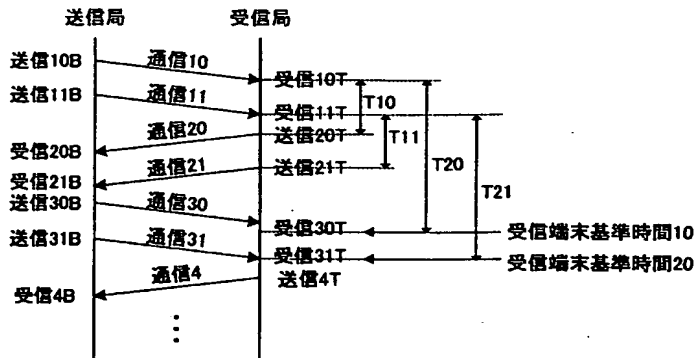 送信局 受信局
送信10B 通信10 受信10T
送信11B 通信11 受信11T
T10
受信20B 通信20 送信20T
T11
受信21B 通信21 送信21T
T20
T21
送信30B 通信30 受信30T 受信端末基準時間10
送信31B 通信31 受信31T 受信端末基準時間20
受信4B 通信4 送信4T